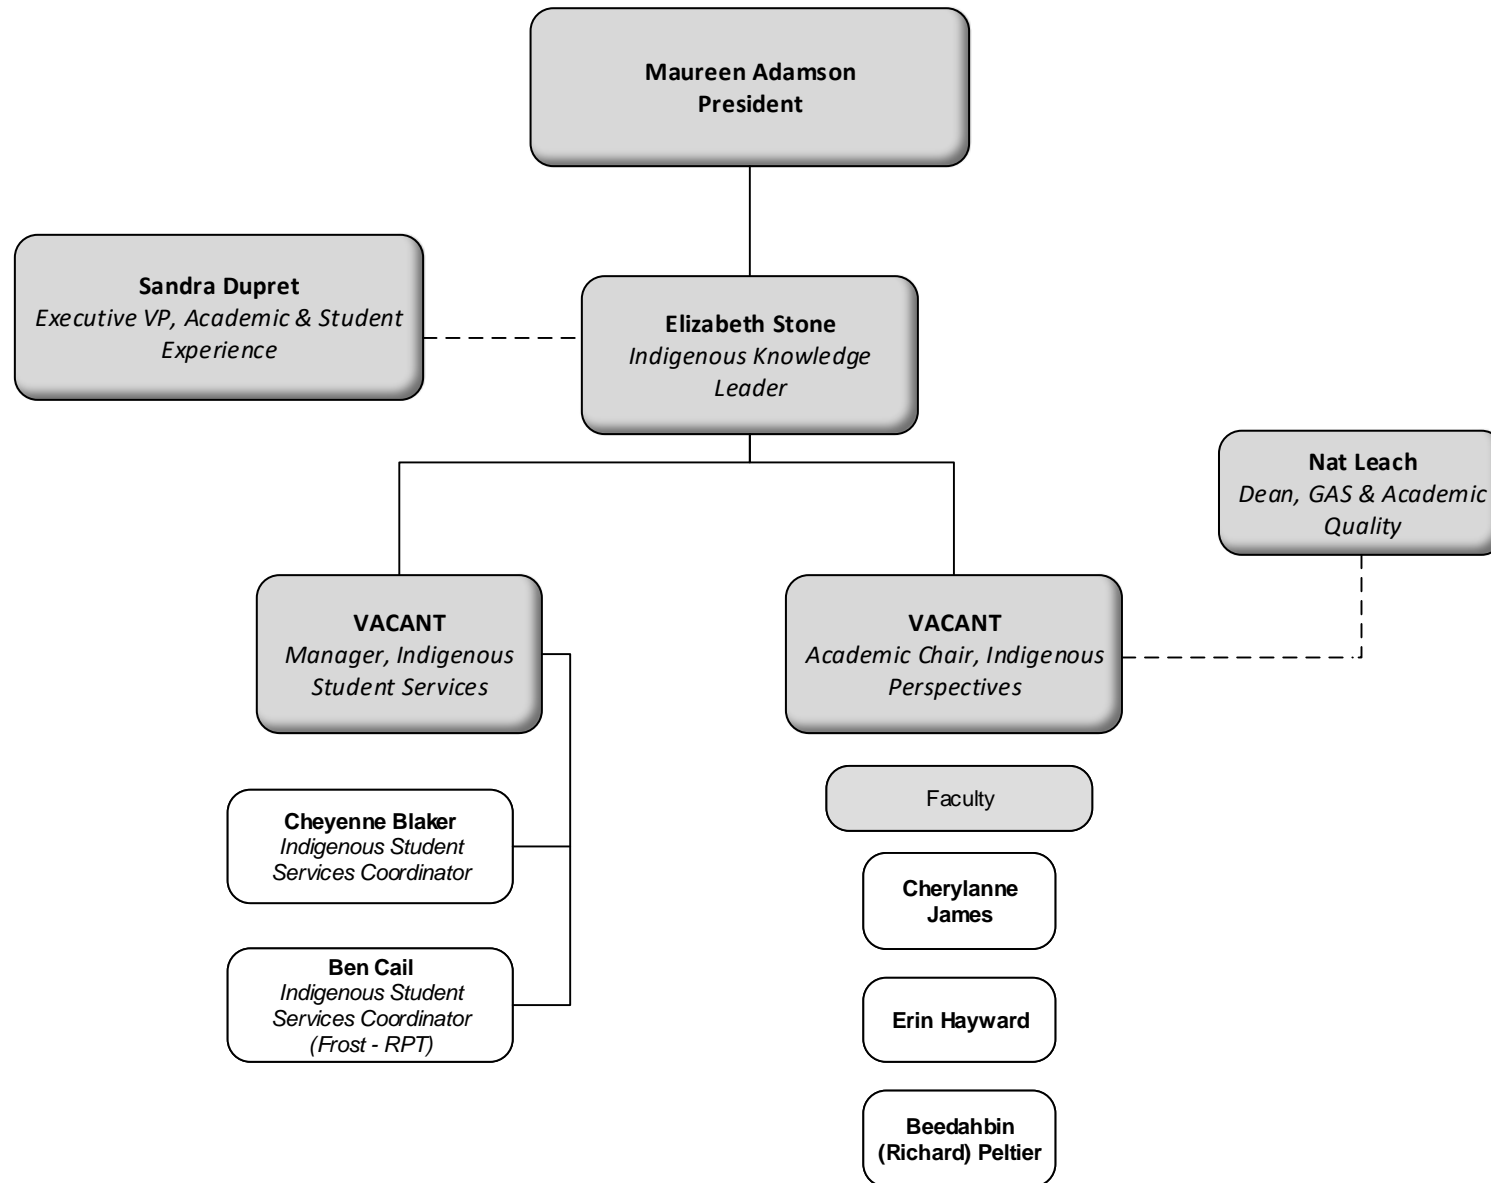 Maureen Adamson
President
Sandra Dupret
Executive VP, Academic & Student
Experience
Elizabeth Stone
Indigenous Knowledge
Leader
Nat Leach
Dean, GAS & Academic
Quality
VACANT
Manager, Indigenous
Student Services
VACANT
Academic Chair, Indigenous
Perspectives
Cheyenne Blaker
Indigenous Student
Services Coordinator
Ben Cail
Indigenous Student
Services Coordinator
(Frost - RPT)
Faculty
Cherylanne
James
Erin Hayward
Beedahbin
(Richard) Peltier